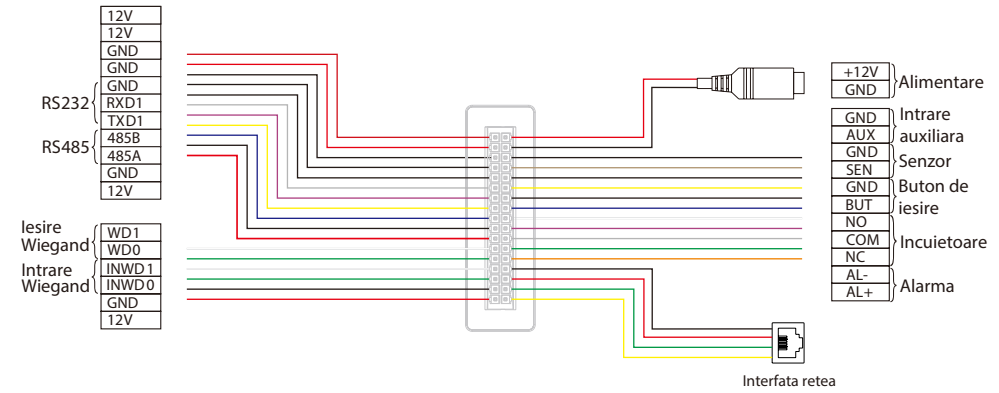 12V
12V
GND
GND
GND
RXD1
TXD1
485B
485A
GND
12V
RS232
RS485
Iesire
Wiegand
WD1
WD0
Intrare
Wiegand
INWD1
INWD0
GND
12V
+12V
GND
Alimentare
GND
AUX
Intrare
auxiliara
GND
SEN
Senzor
GND
BUT
Buton de
iesire
NO
COM
NC
Incuietoare
AL-
AL+
Alarma
Interfata retea